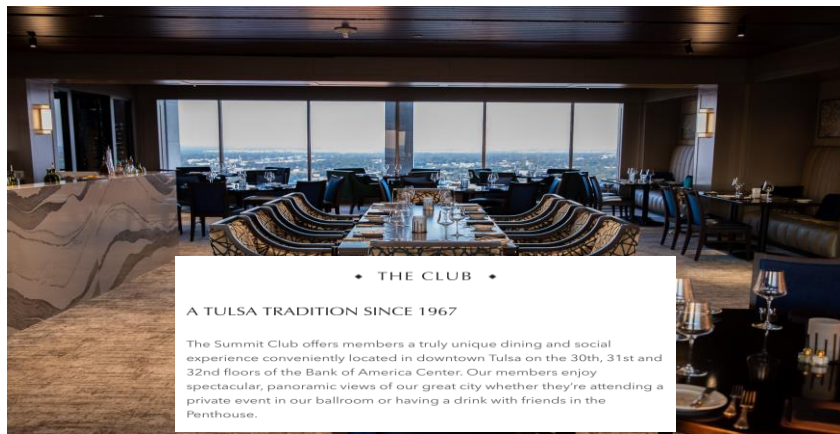 THE CLUB
A TULSA TRADITION SINCE 1967
The Summit Club offers members a truly unique dining and social
experience conveniently located in downtown Tulsa on the 30th, 31st and
32nd floors of the Bank of America Center. Our members enjoy
spectacular, panoramic views of our great city whether they're attending a
private event in our ballroom or having a drink with friends in the
Penthouse.